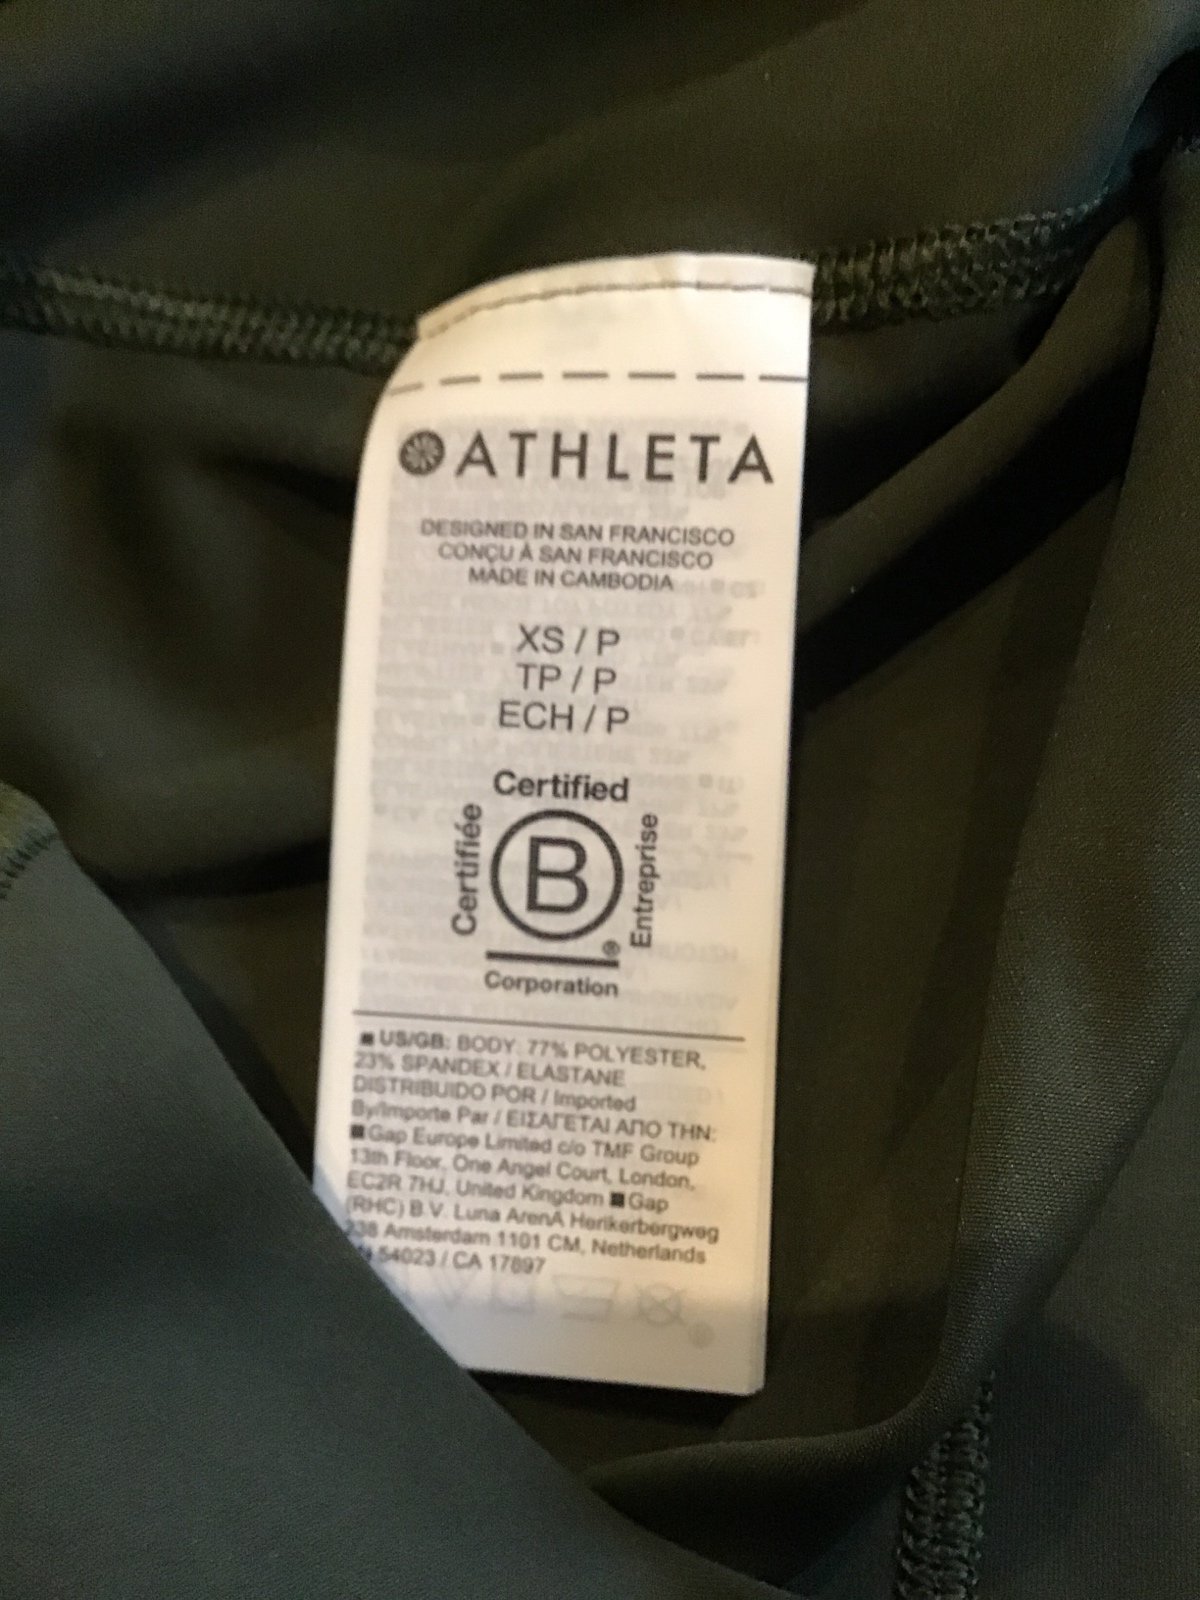 ATHLETA
DESIGNED IN SAN FRANCISCO
CONÇU À SAN FRANCISCO
MADE IN CAMBODIA
XS / P
TP / P
ECH / P
Certified
Certifiée
B
Entreprise
®
Corporation
US/GB: BODY: 77% POLYESTER,
23% SPANDEX / ELASTANE
DISTRIBUIDO POR / Imported
By/Importe Par / ΕΙΣΑΓΕΤΑΙ ΑΠΟ ΤΗΝ:
Gap Europe Limited c/o TMF Group
13th Floor, One Angel Court, London,
EC2R 7HJ, United Kingdom Gap
(RHC) B.V. Luna ArenA Herikerbergweg
238 Amsterdam 1101 CM, Netherlands
54023 / CA 17897